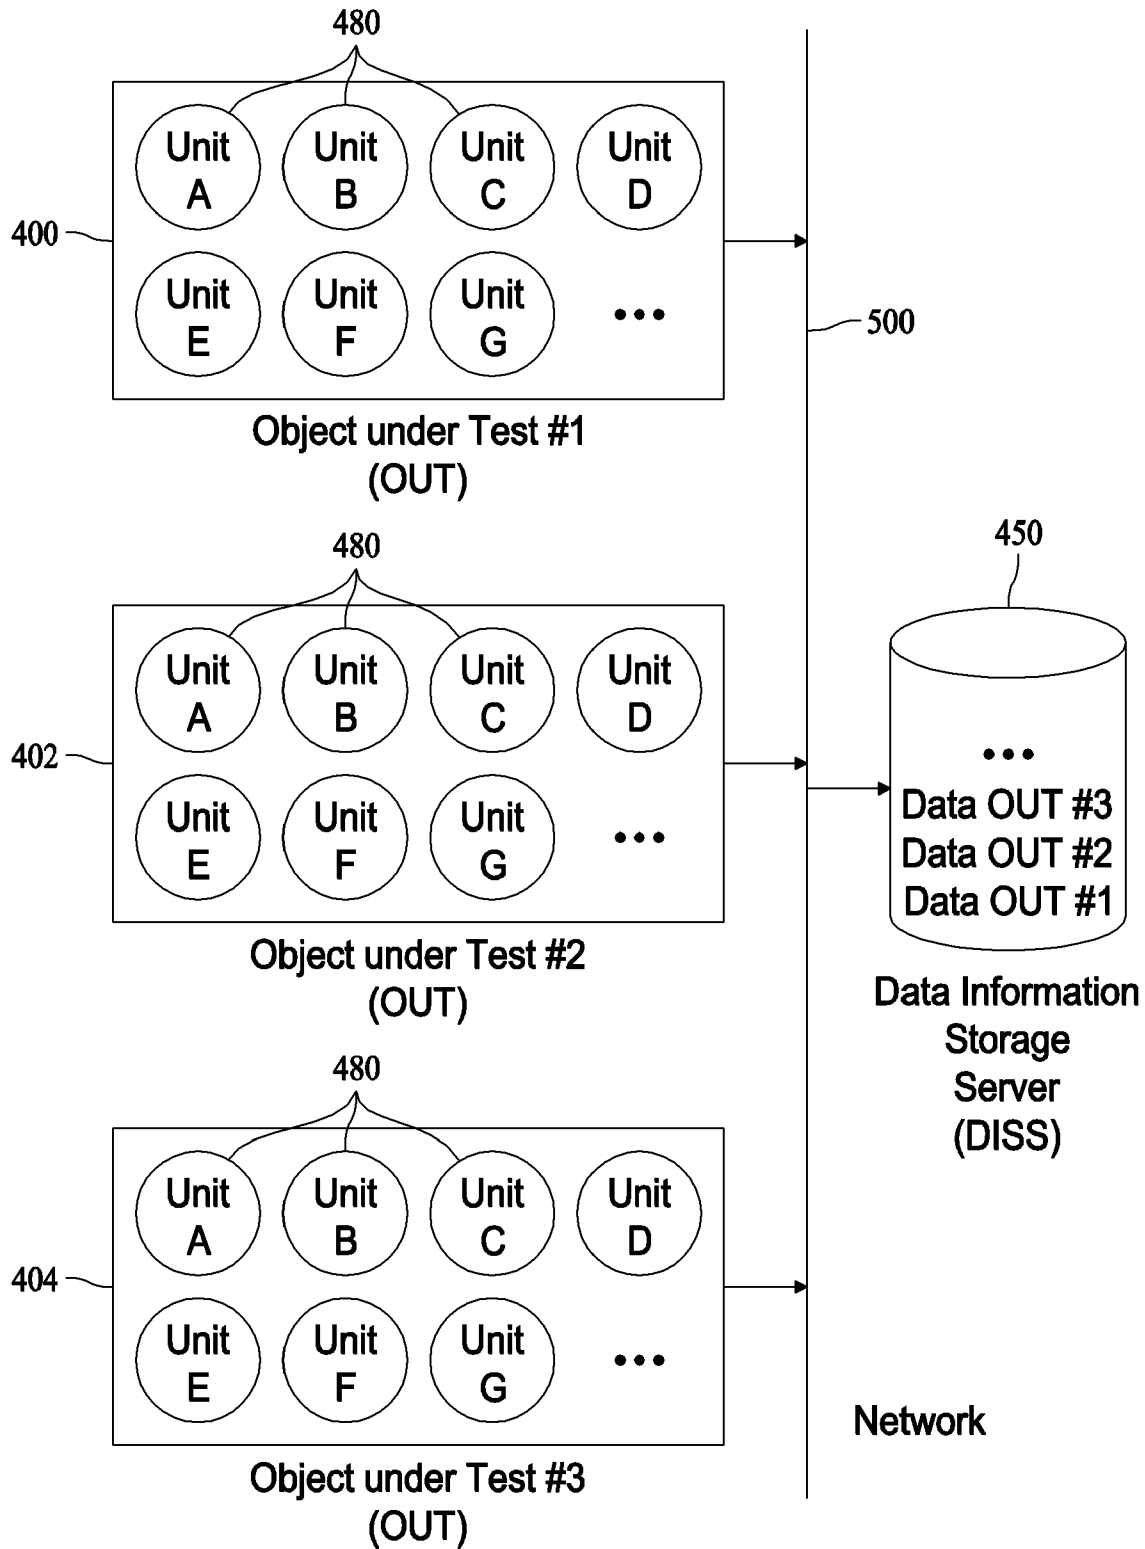 480
Unit
A
Unit
B
Unit
C
Unit
D
400
Unit
E
Unit
F
Unit
G
•••
500
Object under Test #1
(OUT)
480
450
Unit
A
Unit
B
Unit
C
Unit
D
402
Unit
E
Unit
F
Unit
G
•••
•••
Data OUT #3
Data OUT #2
Data OUT #1
Object under Test #2
(OUT)
Data Information
Storage
Server
(DISS)
480
Unit
A
Unit
B
Unit
C
Unit
D
404
Unit
E
Unit
F
Unit
G
•••
Network
Object under Test #3
(OUT)